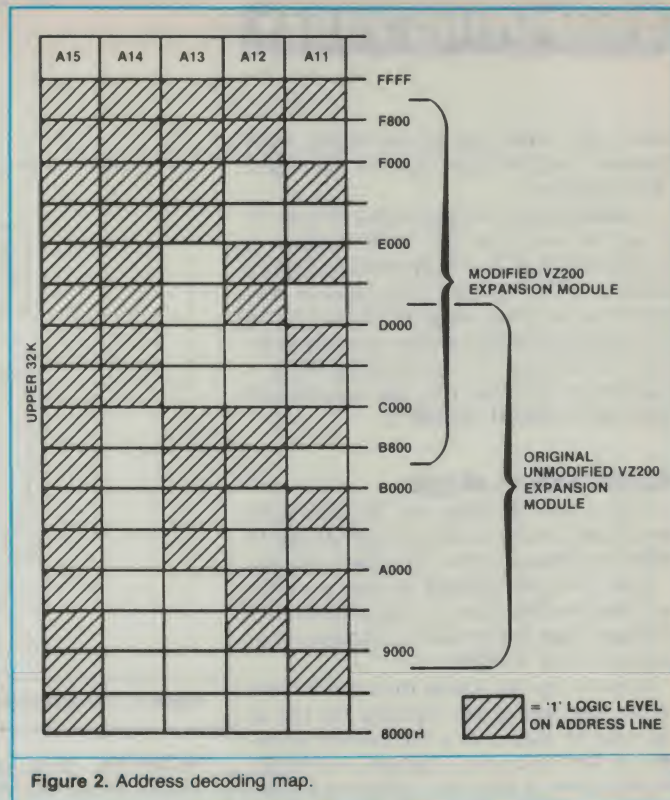 A15 A14 A13 A12 A11
FFFF
F800
F000
E000
MODIFIED VZ200
EXPANSION MODULE
D000
UPPER 32K
C000
B800
ORIGINAL
UNMODIFIED VZ200
EXPANSION
MODULE
B000
A000
9000
= '1' LOGIC LEVEL
ON ADDRESS LINE
8000H
Figure 2. Address decoding map.